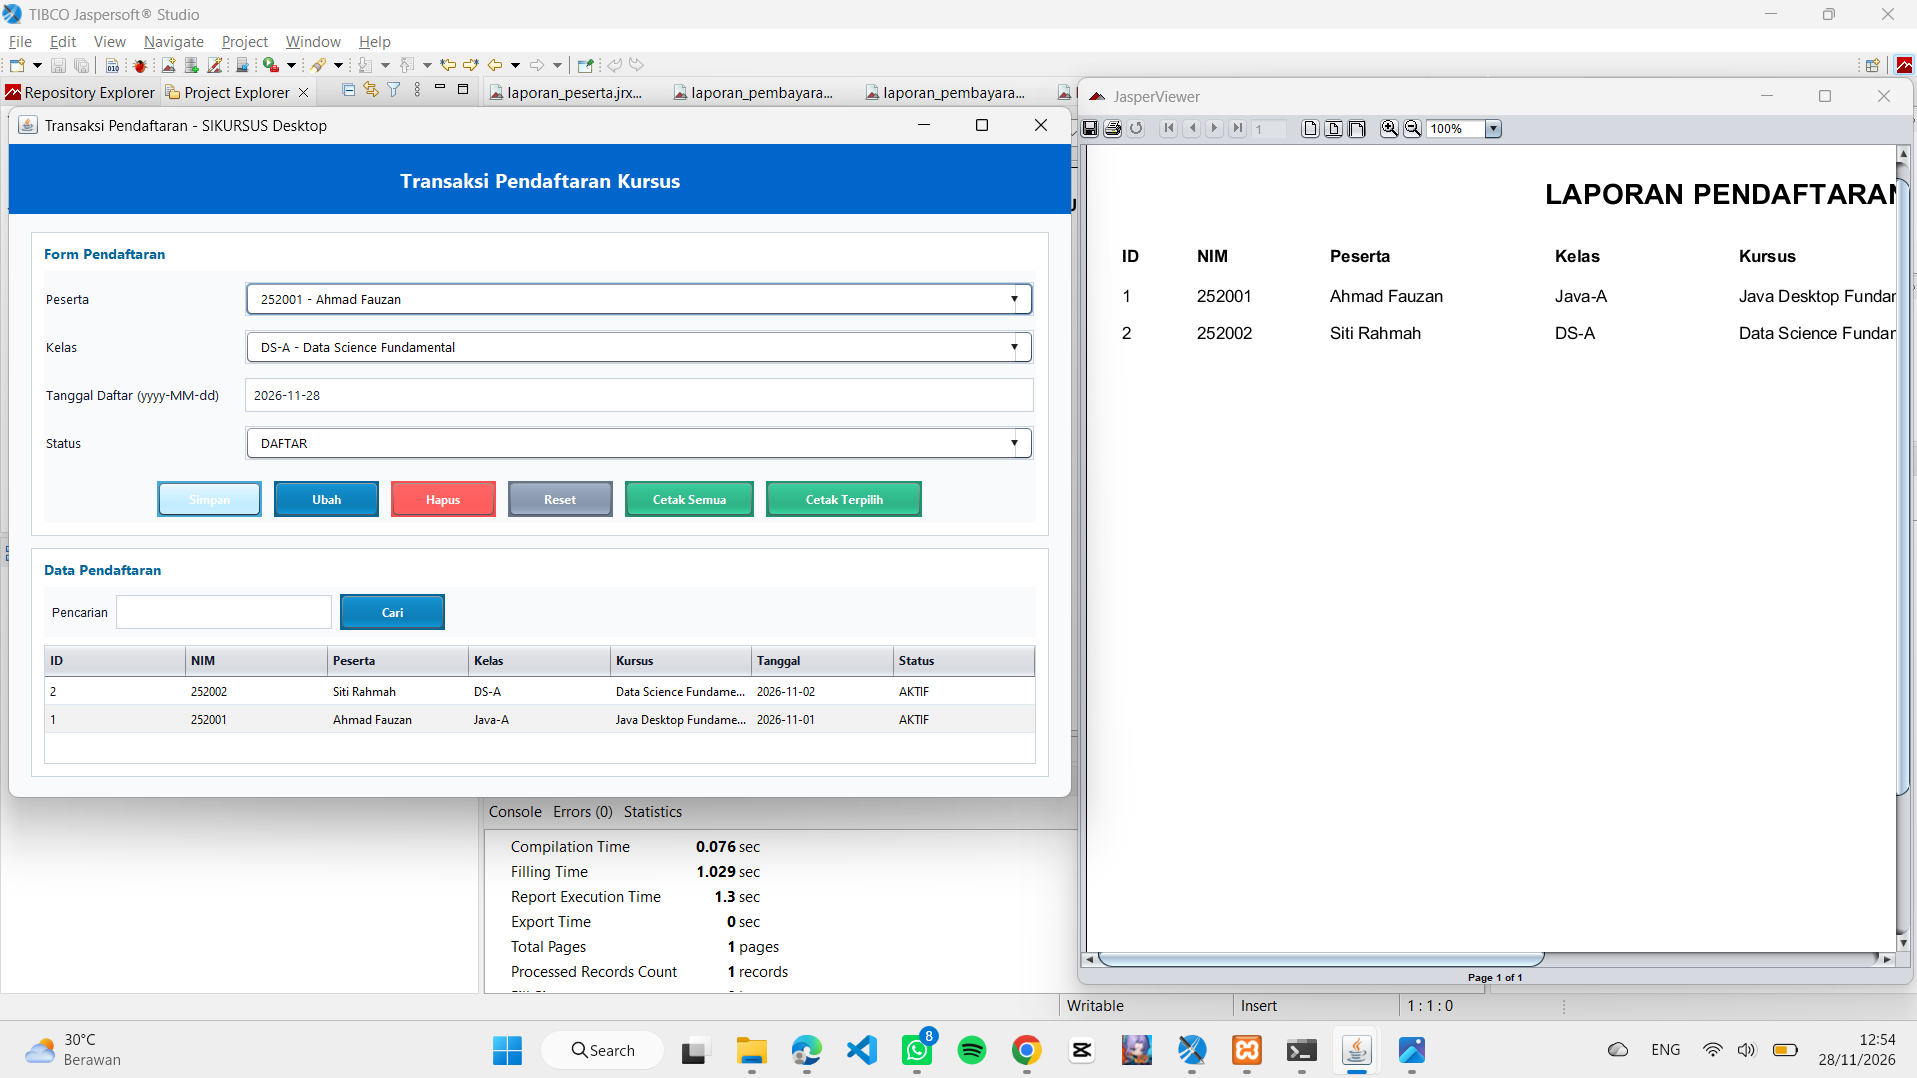 TIBCO Jaspersoft® Studio
File Edit View Navigate Project Window Help
Repository Explorer Project Explorer laporan_peserta.jrx... laporan_pembayara... laporan_pembayara...
Transaksi Pendaftaran - SIKURSUS Desktop
Transaksi Pendaftaran Kursus
Form Pendaftaran
Peserta 252001 - Ahmad Fauzan
Kelas DS-A - Data Science Fundamental
Tanggal Daftar (yyyy-MM-dd) 2026-11-28
Status DAFTAR
Simpan Ubah Hapus Reset Cetak Semua Cetak Terpilih
Data Pendaftaran
Pencarian Cari
ID NIM Peserta Kelas Kursus Tanggal Status
2 252002 Siti Rahmah DS-A Data Science Fundame... 2026-11-02 AKTIF
1 252001 Ahmad Fauzan Java-A Java Desktop Fundame... 2026-11-01 AKTIF
Console Errors (0) Statistics
Compilation Time 0.076 sec
Filling Time 1.029 sec
Report Execution Time 1.3 sec
Export Time 0 sec
Total Pages 1 pages
Processed Records Count 1 records
JasperViewer
1 100%
LAPORAN PENDAFTARAN
ID NIM Peserta Kelas Kursus
1 252001 Ahmad Fauzan Java-A Java Desktop Fundar
2 252002 Siti Rahmah DS-A Data Science Fundar
Page 1 of 1
Writable Insert 1 : 1 : 0
30°C
Berawan
Search
8
ENG
12:54
28/11/2026